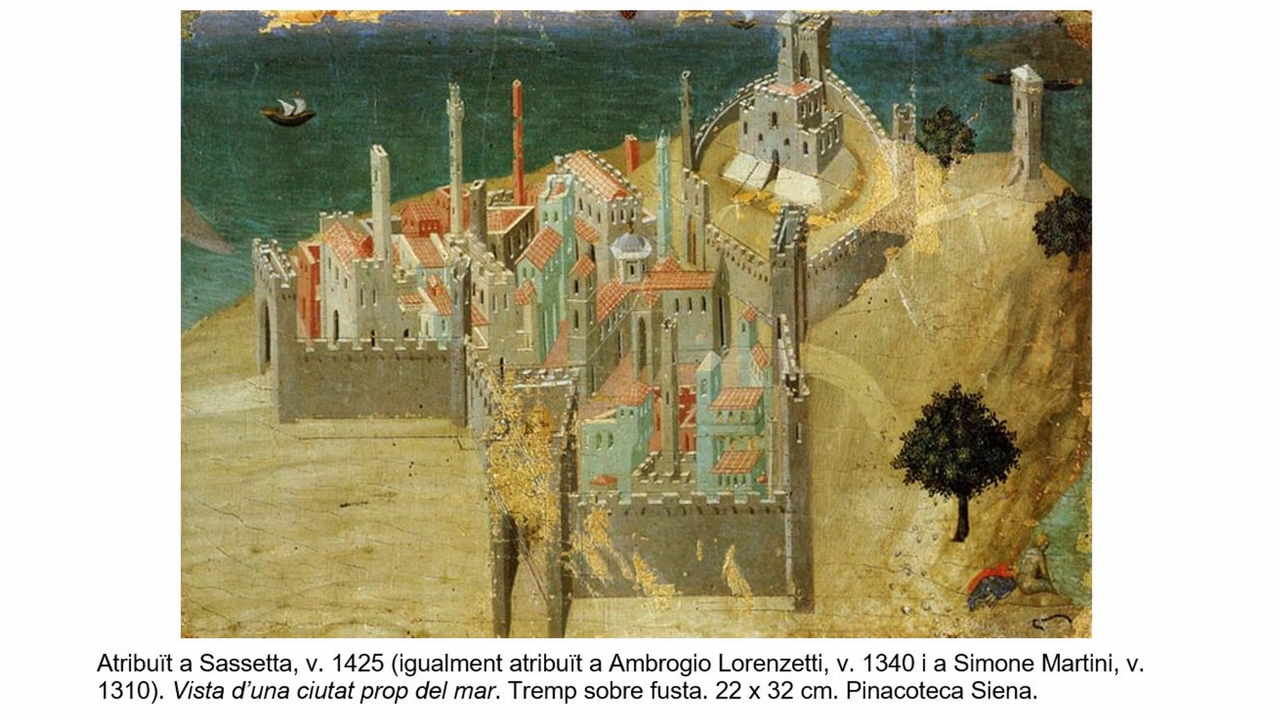 Atribuït a Sassetta, v. 1425 (igualment atribuït a Ambrogio Lorenzetti, v. 1340 i a Simone Martini, v.
1310). Vista d’una ciutat prop del mar. Tremp sobre fusta. 22 x 32 cm. Pinacoteca Siena.